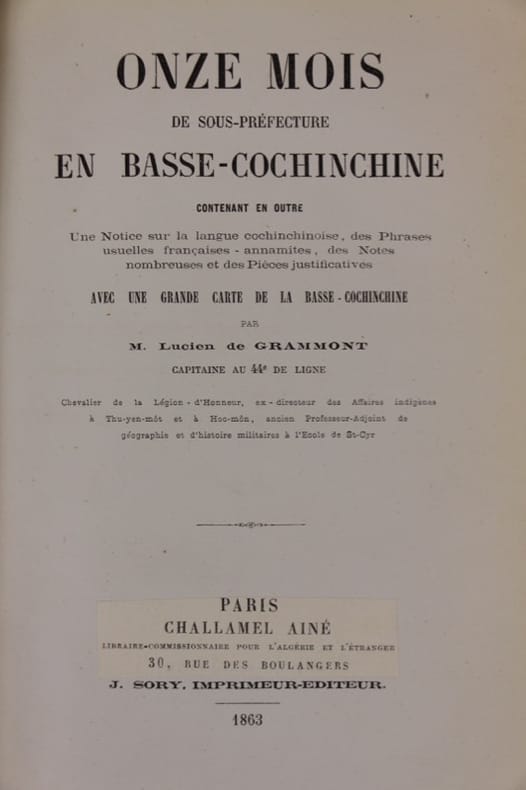 ONZE MOIS
DE SOUS-PRÉFECTURE
EN BASSE-COCHINCHINE
CONTENANT EN OUTRE
Une Notice sur la langue cochinchinoise, des Phrases
usuelles françaises - annamites, des Notes
nombreuses et des Pièces justificatives
AVEC UNE GRANDE CARTE DE LA BASSE-COCHINCHINE
PAR
M. Lucien de GRAMMONT
CAPITAINE AU 44e DE LIGNE
Chevalier de la Légion-d'Honneur, ex-directeur des Affaires indigènes
à Thu-yen-môt et à Hoc-môn, ancien Professeur-Adjoint de
géographie et d'histoire militaires à l'Ecole de St-Cyr
PARIS
CHALLAMEL AINÉ
LIBRAIRE-COMMISSIONNAIRE POUR L'ALGÉRIE ET L'ÉTRANGER
30, RUE DES BOULANGERS
J. SORY, IMPRIMEUR-EDITEUR.
1863